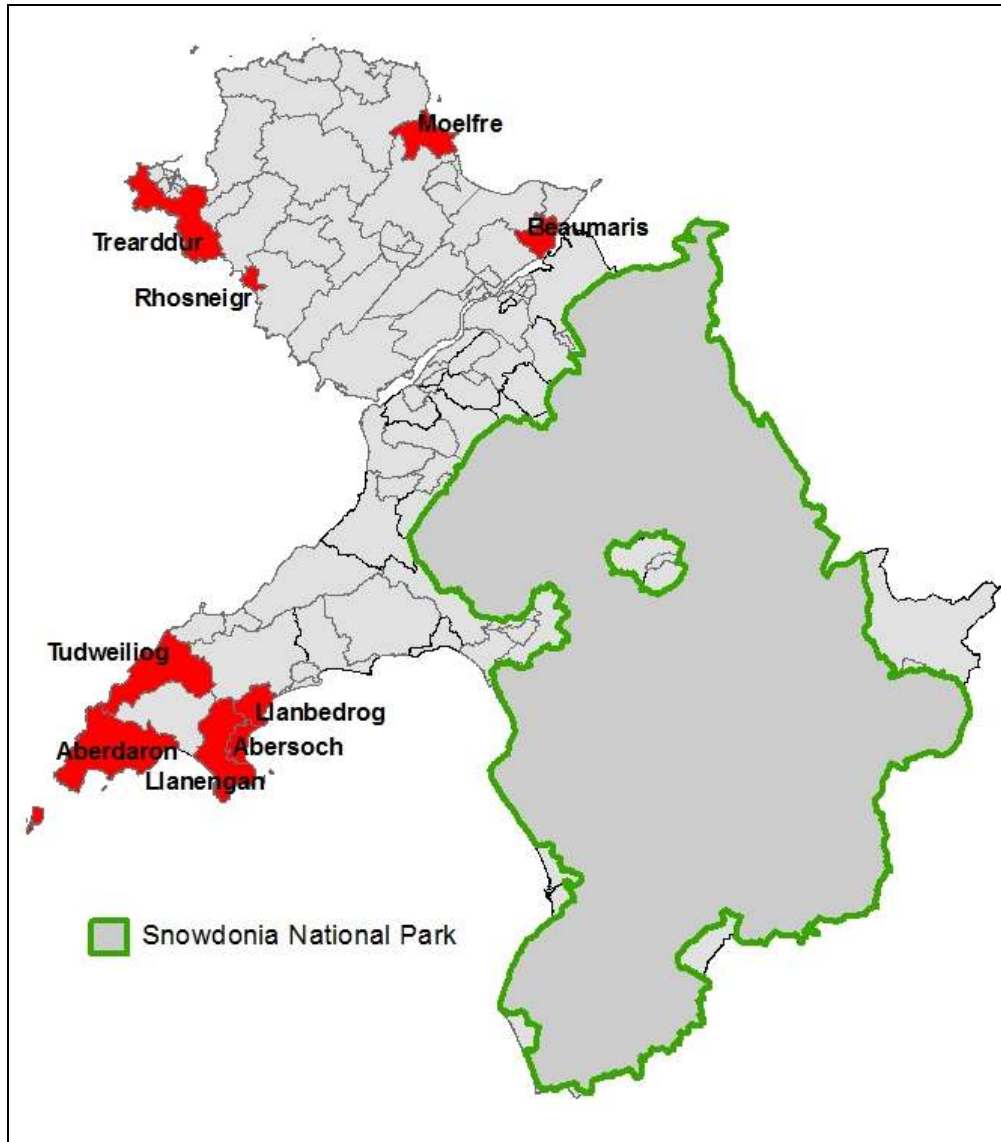 Moelfre
Beaumaris
Trearddur
Rhosneigr
Tudweiliog
Llanbedrog
Aberdaron
Abersoch
Llanengan
Snowdonia National Park